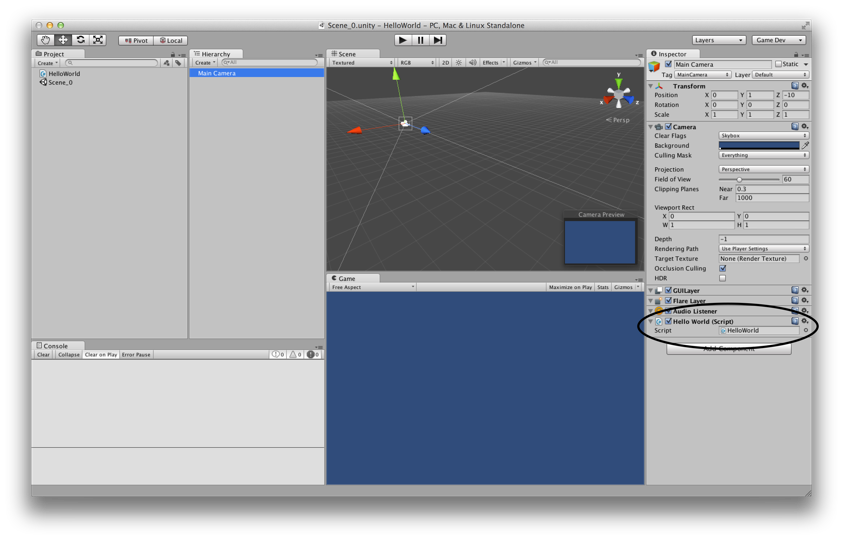 Scene_0.unity - HelloWorld - PC, Mac & Linux Standalone
Pivot Local Layers Game Dev
Project
Create All
HelloWorld
Scene_0
Hierarchy
Create All
Main Camera
Scene
Textured RGB 2D Effects Gizmos All
y
x z
Persp
Camera Preview
Game
Free Aspect Maximize on Play Stats Gizmos
Console
Clear Collapse Clear on Play Error Pause 0 0 0
Inspector
Main Camera Static
Tag MainCamera Layer Default
Transform
Position X 0 Y 1 Z -10
Rotation X 0 Y 0 Z 0
Scale X 1 Y 1 Z 1
Camera
Clear Flags Skybox
Background
Culling Mask Everything
Projection Perspective
Field of View 60
Clipping Planes Near 0.3
Far 1000
Viewport Rect
X 0 Y 0
W 1 H 1
Depth -1
Rendering Path Use Player Settings
Target Texture None (Render Texture)
Occlusion Culling
HDR
GUILayer
Flare Layer
Audio Listener
Hello World (Script)
Script HelloWorld
Add Component